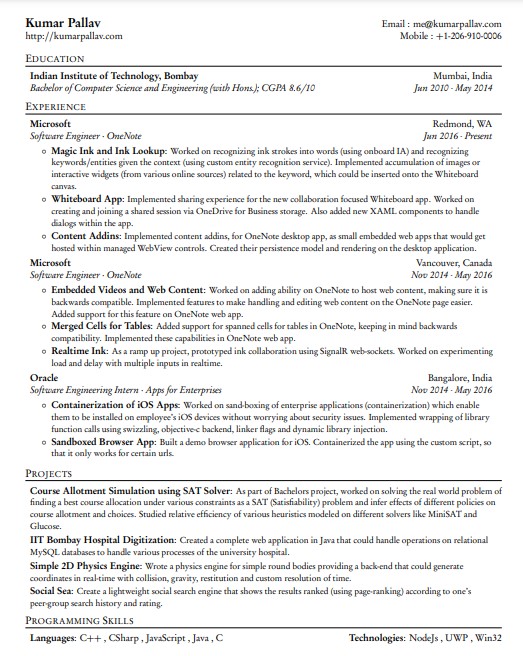 Kumar Pallav
Email : me@kumarpallav.com
http://kumarpallav.com
Mobile : +1-206-910-0006
Education
Indian Institute of Technology, Bombay
Mumbai, India
Bachelor of Computer Science and Engineering (with Hons.); CGPA 8.6/10
Jun 2010 - May 2014
Experience
Microsoft
Redmond, WA
Software Engineer · OneNote
Jun 2016 - Present
Magic Ink and Ink Lookup: Worked on recognizing ink strokes into words (using onboard IA) and recognizing
keywords/entities given the context (using custom entity recognition service). Implemented accumulation of images or
interactive widgets (from various online sources) related to the keyword, which could be inserted onto the Whiteboard
canvas.
Whiteboard App: Implemented sharing experience for the new collaboration focused Whiteboard app. Worked on
creating and joining a shared session via OneDrive for Business storage. Also added new XAML components to handle
dialogs within the app.
Content Addins: Implemented content addins, for OneNote desktop app, as small embedded web apps that would get
hosted within managed WebView controls. Created their persistence model and rendering on the desktop application.
Microsoft
Vancouver, Canada
Software Engineer · OneNote
Nov 2014 - May 2016
Embedded Videos and Web Content: Worked on adding ability on OneNote to host web content, making sure it is
backwards compatible. Implemented features to make handling and editing web content on the OneNote page easier.
Added support for this feature on OneNote web app.
Merged Cells for Tables: Added support for spanned cells for tables in OneNote, keeping in mind backwards
compatibility. Implemented these capabilities in OneNote web app.
Realtime Ink: As a ramp up project, prototyped ink collaboration using SignalR web-sockets. Worked on experimenting
load and delay with multiple inputs in realtime.
Oracle
Bangalore, India
Software Engineering Intern · Apps for Enterprises
Nov 2014 - May 2016
Containerization of iOS Apps: Worked on sand-boxing of enterprise applications (containerization) which enable
them to be installed on employee's iOS devices without worrying about security issues. Implemented wrapping of library
function calls using swizzling, objective-c backend, linker flags and dynamic library injection.
Sandboxed Browser App: Built a demo browser application for iOS. Containerized the app using the custom script, so
that it only works for certain urls.
Projects
Course Allotment Simulation using SAT Solver: As part of Bachelors project, worked on solving the real world problem of
finding a best course allocation under various constraints as a SAT (Satisfiability) problem and infer effects of different policies on
course allotment and choices. Studied relative efficiency of various heuristics modeled on different solvers like MiniSAT and
Glucose.
IIT Bombay Hospital Digitization: Created a complete web application in Java that could handle operations on relational
MySQL databases to handle various processes of the university hospital.
Simple 2D Physics Engine: Wrote a physics engine for simple round bodies providing a back-end that could generate
coordinates in real-time with collision, gravity, restitution and custom resolution of time.
Social Sea: Create a lightweight social search engine that shows the results ranked (using page-ranking) according to one's
peer-group search history and rating.
Programming Skills
Languages: C++ , CSharp , JavaScript , Java , C
Technologies: NodeJs , UWP , Win32